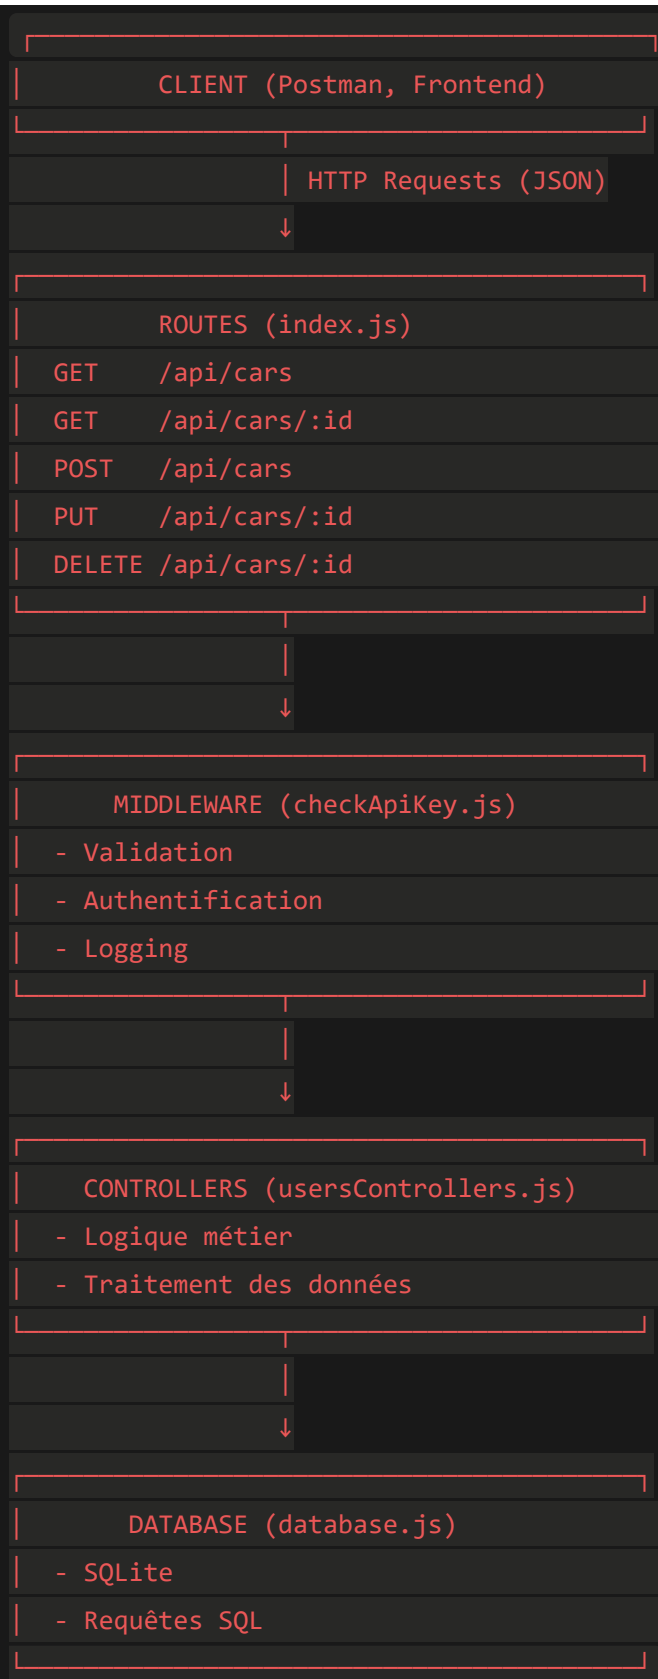 CLIENT (Postman, Frontend)
HTTP Requests (JSON)
↓
ROUTES (index.js)
GET /api/cars
GET /api/cars/:id
POST /api/cars
PUT /api/cars/:id
DELETE /api/cars/:id
↓
MIDDLEWARE (checkApiKey.js)
- Validation
- Authentification
- Logging
↓
CONTROLLERS (usersControllers.js)
- Logique métier
- Traitement des données
↓
DATABASE (database.js)
- SQLite
- Requêtes SQL